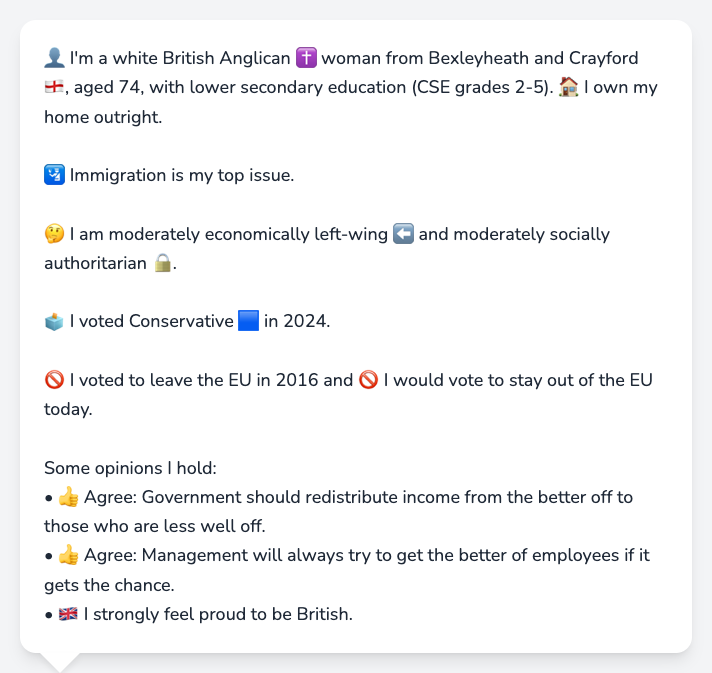 👤 I'm a white British Anglican ✝️ woman from Bexleyheath and Crayford
🏴󠁧󠁢󠁥󠁮󠁧󠁿, aged 74, with lower secondary education (CSE grades 2-5). 🏠 I own my
home outright.
🛂 Immigration is my top issue.
🤔 I am moderately economically left-wing ⬅️ and moderately socially
authoritarian 🔒.
🗳️ I voted Conservative 🟦 in 2024.
🚫 I voted to leave the EU in 2016 and 🚫 I would vote to stay out of the EU
today.
Some opinions I hold:
• 👍 Agree: Government should redistribute income from the better off to
those who are less well off.
• 👍 Agree: Management will always try to get the better of employees if it
gets the chance.
• 🇬🇧 I strongly feel proud to be British.